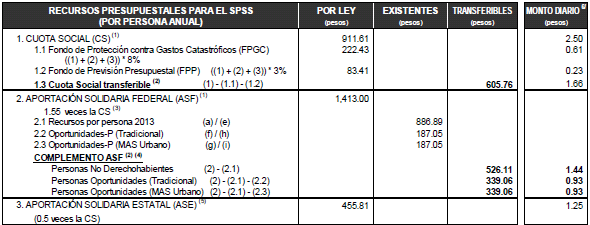 RECURSOS PRESUPUESTALES PARA EL SPSS (POR PERSONA ANUAL) POR LEY (pesos) EXISTENTES (pesos) TRANSFERIBLES (pesos) MONTO DIARIO 6/ (pesos)
1. CUOTA SOCIAL (CS) (1) 911.61 2.50
1.1 Fondo de Protección contra Gastos Catastróficos (FPGC) 222.43 0.61
((1) + (2) + (3)) * 8%
1.2 Fondo de Previsión Presupuestal (FPP) ((1) + (2) + (3)) * 3% 83.41 0.23
1.3 Cuota Social transferible (2) (1) - (1.1) - (1.2) 605.76 1.66
2. APORTACIÓN SOLIDARIA FEDERAL (ASF) (1) 1,413.00
1.55 veces la CS (3)
2.1 Recursos por persona 2013 (a) / (e) 886.89
2.2 Oportunidades-P (Tradicional) (f) / (h) 187.05
2.3 Oportunidades-P (MAS Urbano) (g) / (i) 187.05
COMPLEMENTO ASF (2) (4)
Personas No Derechohabientes (2) - (2.1) 526.11 1.44
Personas Oportunidades (Tradicional) (2) - (2.1) - (2.2) 339.06 0.93
Personas Oportunidades (MAS Urbano) (2) - (2.1) - (2.3) 339.06 0.93
3. APORTACIÓN SOLIDARIA ESTATAL (ASE) (5) 455.81 1.25
(0.5 veces la CS)